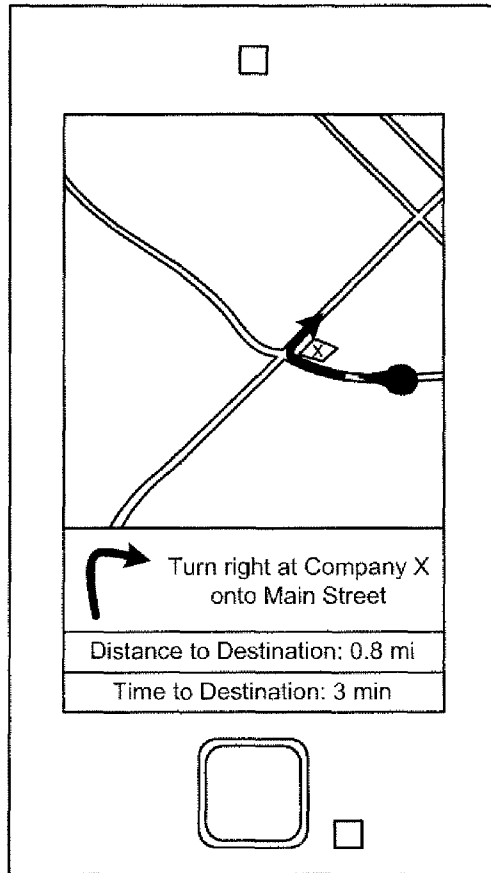 X
Turn right at Company X
onto Main Street
Distance to Destination: 0.8 mi
Time to Destination: 3 min